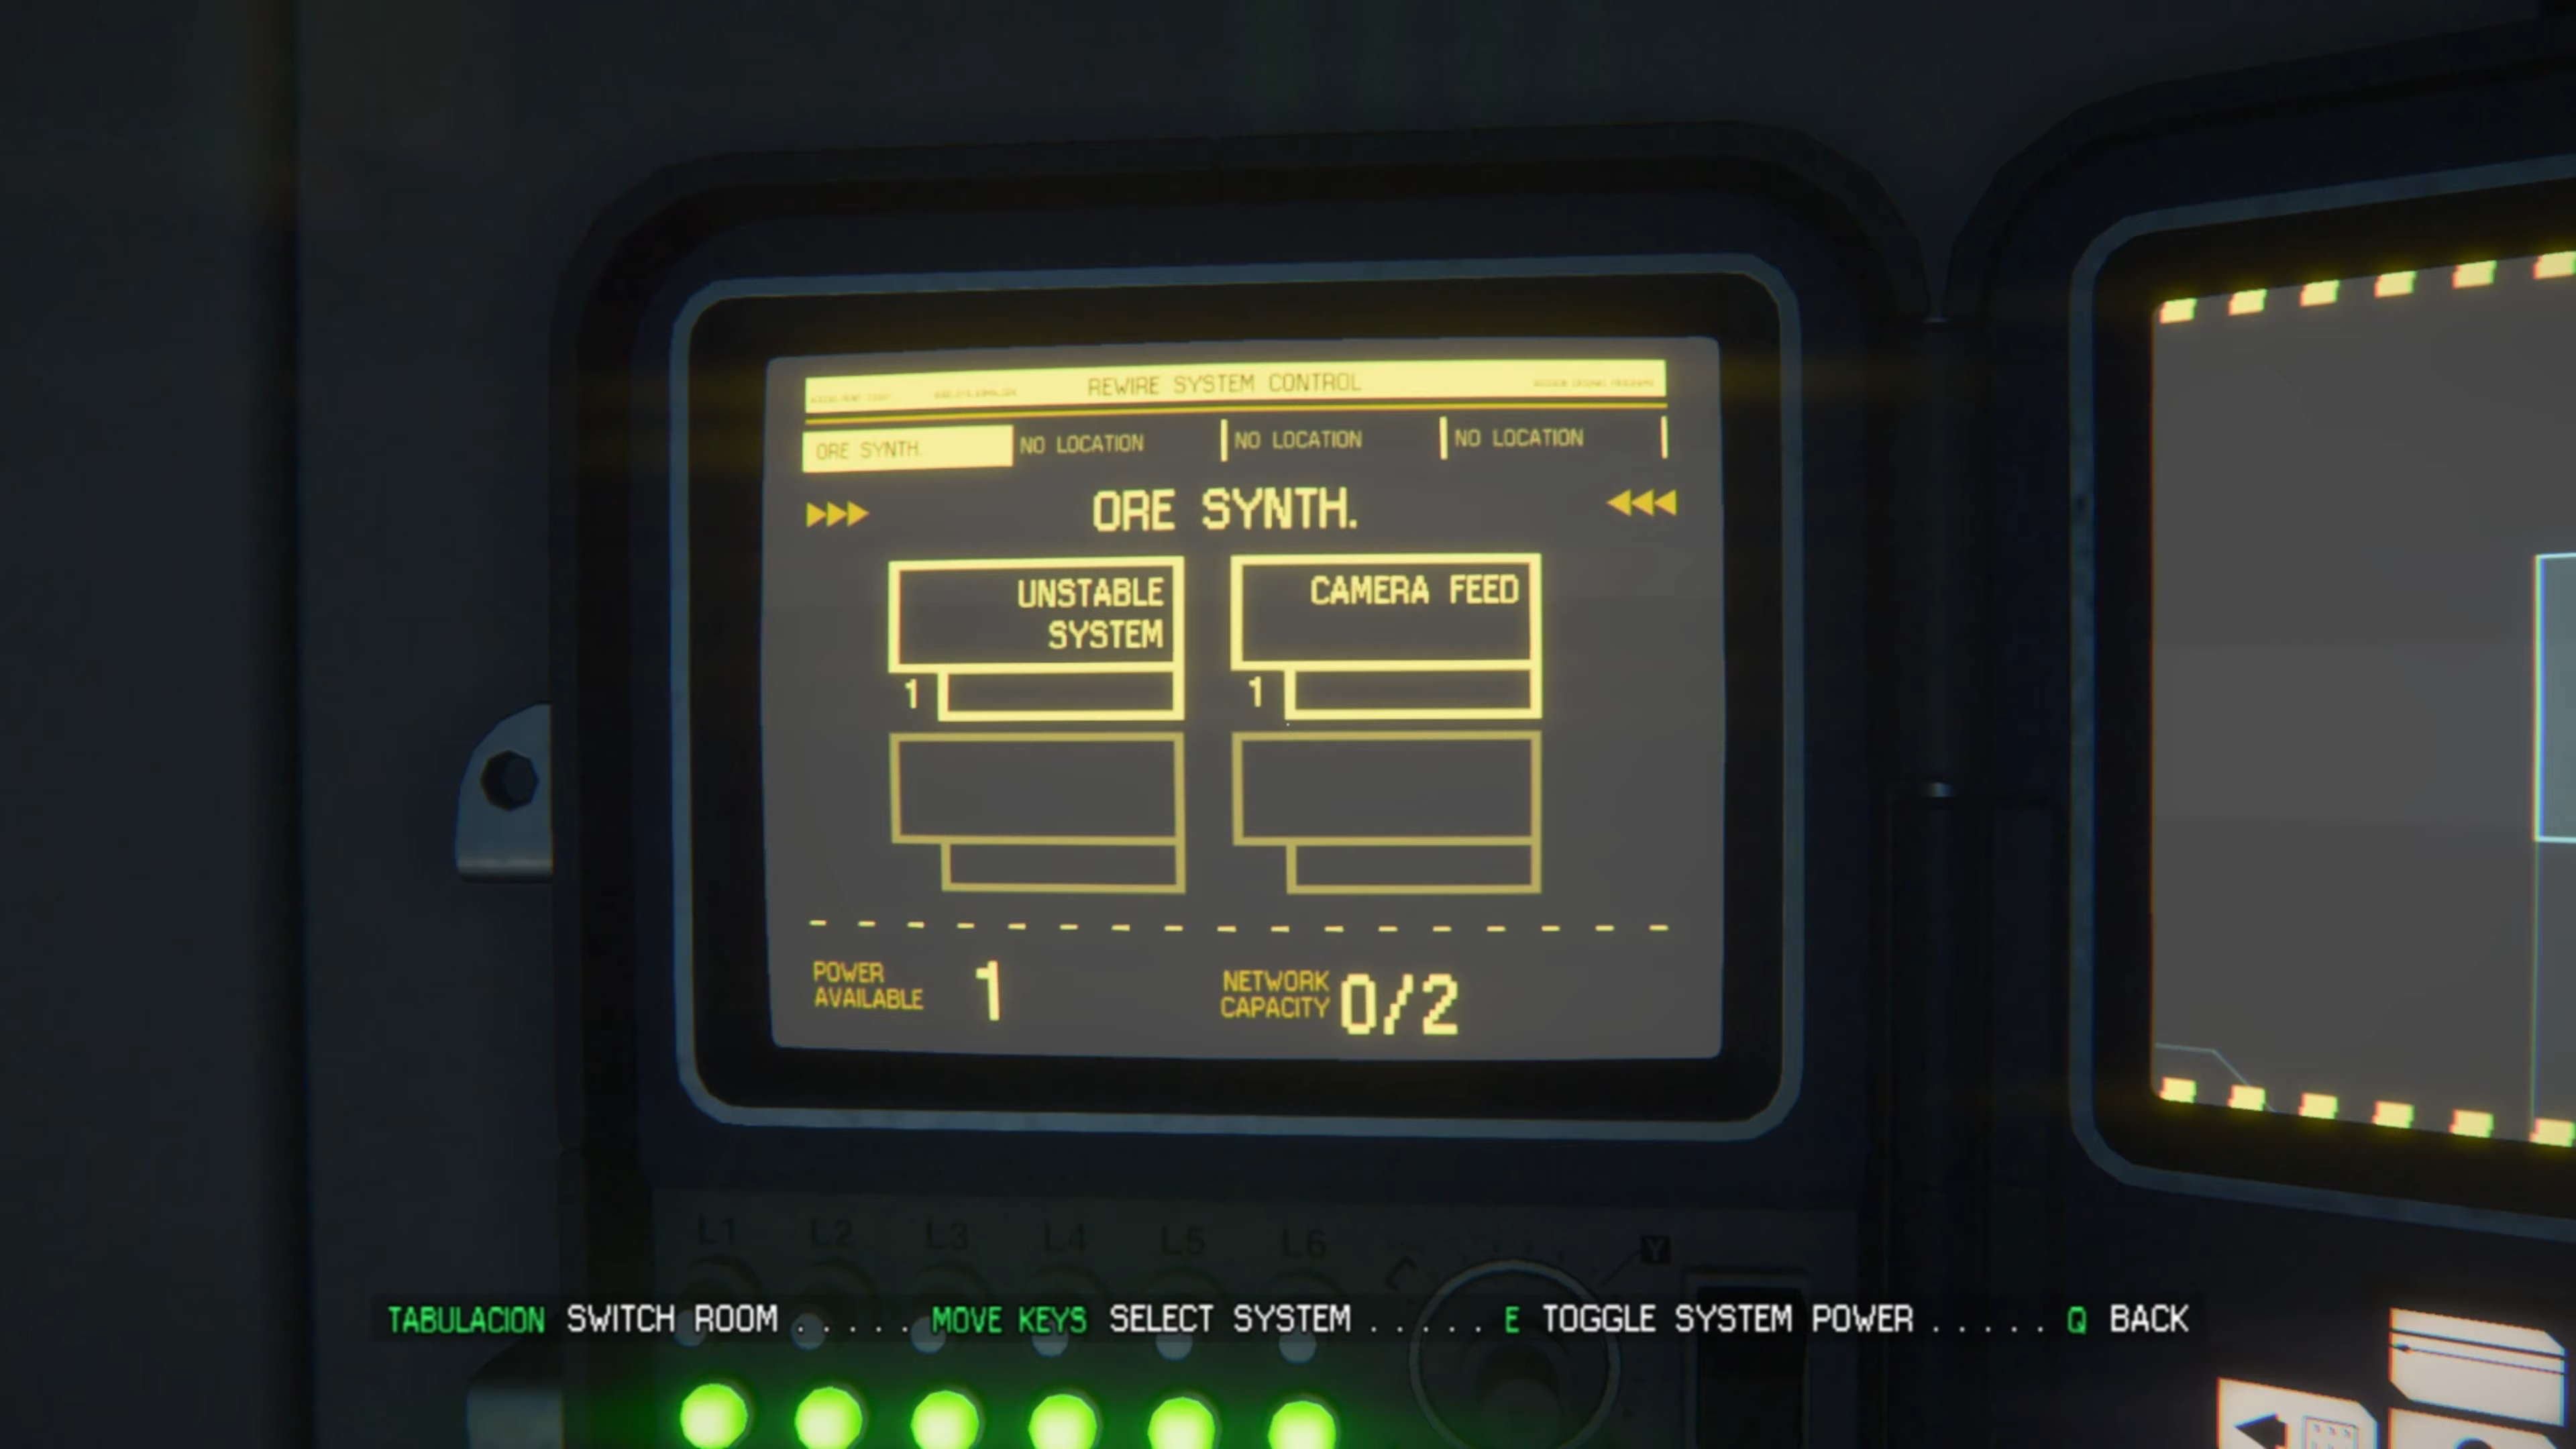 REWIRE SYSTEM CONTROL
ORE SYNTH. NO LOCATION NO LOCATION NO LOCATION
ORE SYNTH.
UNSTABLE
SYSTEM
CAMERA FEED
1
1
POWER
AVAILABLE
1
NETWORK
CAPACITY
0/2
L1 L2 L3 L4 L5 L6
Y
TABULACION SWITCH ROOM ..... MOVE KEYS SELECT SYSTEM ..... E TOGGLE SYSTEM POWER ..... Q BACK